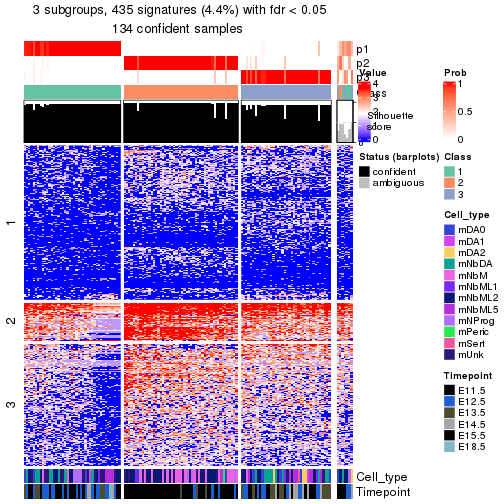 3 subgroups, 435 signatures (4.4%) with fdr < 0.05
134 confident samples
p1
p2
p3
Class
Value
4
3
2
1
0
Silhouette
score
Prob
1
0.5
0
Status (barplots)
confident
ambiguous
Class
1
2
3
Cell_type
mDA0
mDA1
mDA2
mNbDA
mNbM
mNbML1
mNbML2
mNbML5
mNProg
mPeric
mSert
mUnk
Timepoint
E11.5
E12.5
E13.5
E14.5
E15.5
E18.5
1
2
3
Cell_type
Timepoint